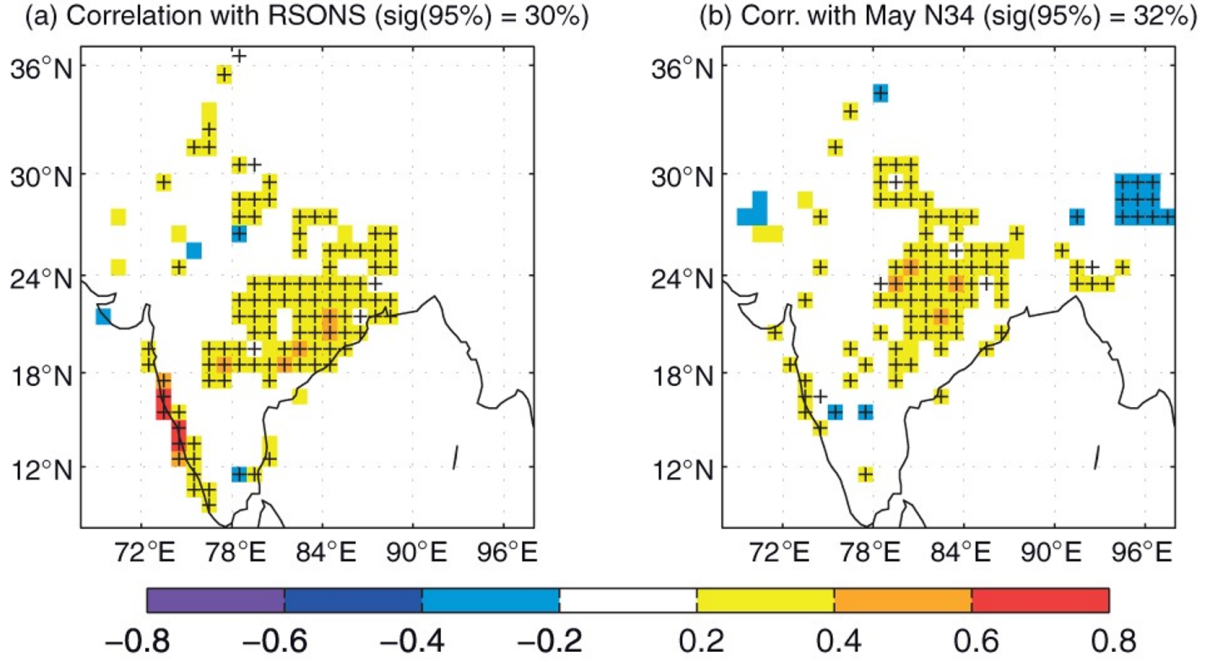 (a) Correlation with RSONS (sig(95%) = 30%)
(b) Corr. with May N34 (sig(95%) = 32%)
36°N
30°N
24°N
18°N
12°N
72°E 78°E 84°E 90°E 96°E
36°N
30°N
24°N
18°N
12°N
72°E 78°E 84°E 90°E 96°E
−0.8 −0.6 −0.4 −0.2 0.2 0.4 0.6 0.8